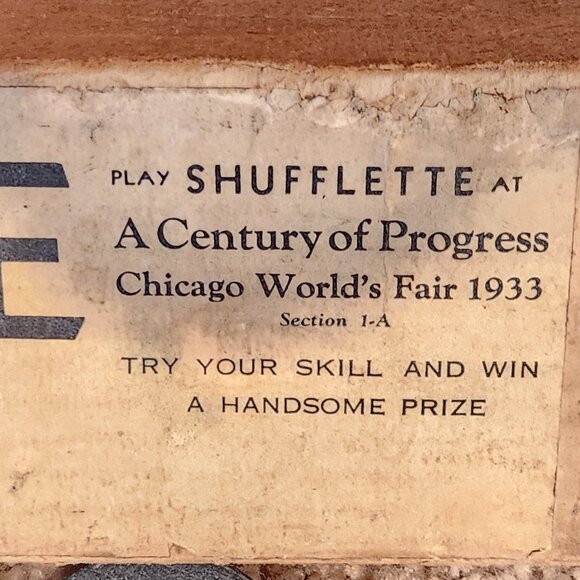 E
PLAY SHUFFLETTE AT
A Century of Progress
Chicago World's Fair 1933
Section 1-A
TRY YOUR SKILL AND WIN
A HANDSOME PRIZE